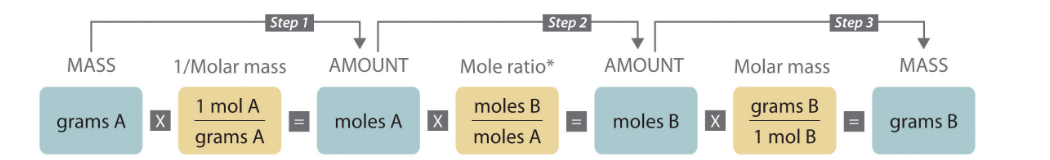 Step 1 Step 2 Step 3
MASS 1/Molar mass AMOUNT Mole ratio* AMOUNT Molar mass MASS
grams A X 1 mol A / grams A = moles A X moles B / moles A = moles B X grams B / 1 mol B = grams B